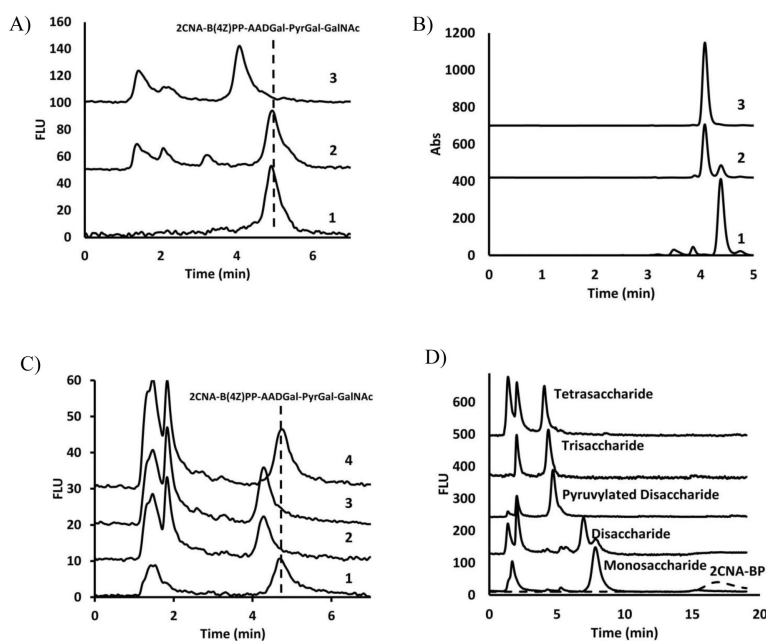 A)
2CNA-B(4Z)PP-AADGal-PyrGal-GalNAc
160
140
120
100
80
60
40
20
0
FLU
3
2
1
0 2 4 6
Time (min)
B)
1200
1000
800
600
400
200
0
Abs
3
2
1
0 1 2 3 4 5
Time (min)
C)
2CNA-B(4Z)PP-AADGal-PyrGal-GalNAc
60
50
40
30
20
10
0
FLU
4
3
2
1
0 2 4 6
Time (min)
D)
600
500
400
300
200
100
0
FLU
Tetrasaccharide
Trisaccharide
Pyruvylated Disaccharide
Disaccharide
Monosaccharide
2CNA-BP
0 5 10 15 20
Time (min)